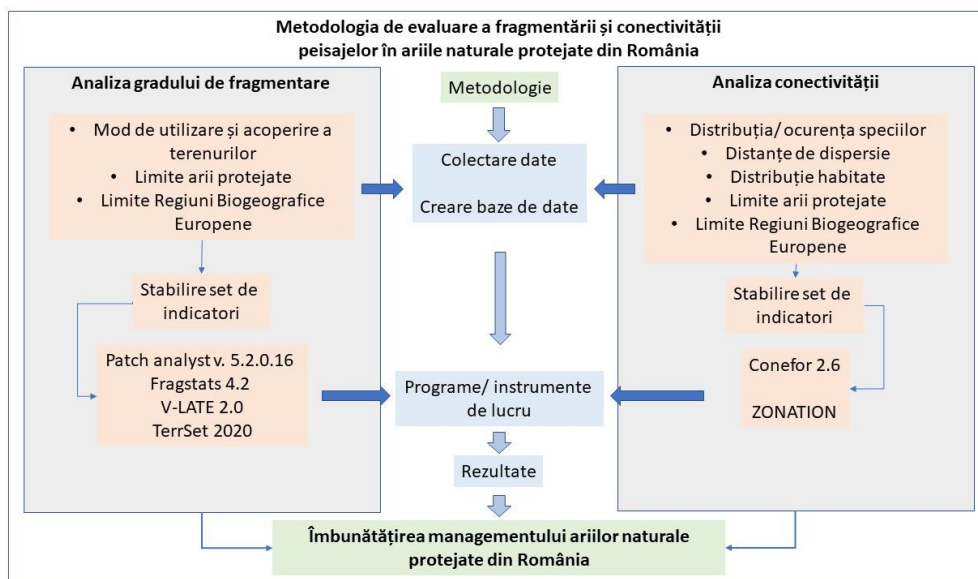 Metodologia de evaluare a fragmentării și conectivității
peisajelor în ariile naturale protejate din România
Analiza gradului de fragmentare
• Mod de utilizare și acoperire a
terenurilor
• Limite arii protejate
• Limite Regiuni Biogeografice
Europene
Stabilire set de
indicatori
Patch analyst v. 5.2.0.16
Fragstats 4.2
V-LATE 2.0
TerrSet 2020
Metodologie
Colectare date
Creare baze de date
Programe/ instrumente
de lucru
Rezultate
Analiza conectivității
• Distribuția/ ocurența speciilor
• Distanțe de dispersie
• Distribuție habitate
• Limite arii protejate
• Limite Regiuni Biogeografice
Europene
Stabilire set de
indicatori
Conefor 2.6
ZONATION
Îmbunătățirea managementului ariilor naturale
protejate din România